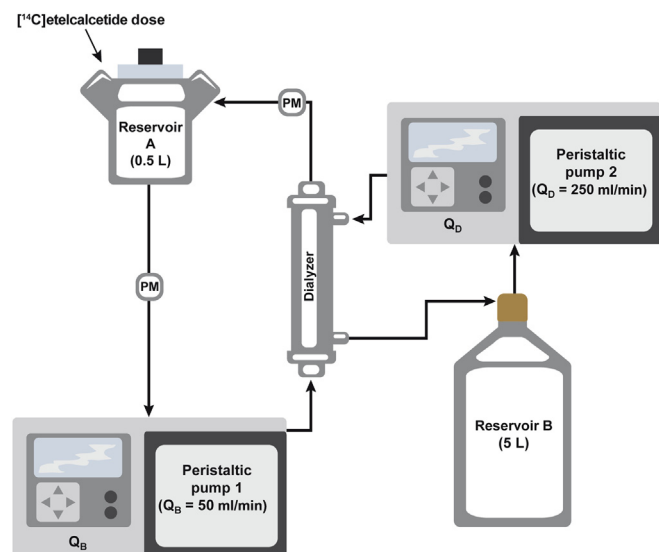 [¹⁴C]etelcalcetide dose
Reservoir
A
(0.5 L)
PM
PM
Peristaltic
pump 2
(Q_D = 250 ml/min)
Q_D
Dialyzer
Reservoir B
(5 L)
Peristaltic
pump 1
(Q_B = 50 ml/min)
Q_B